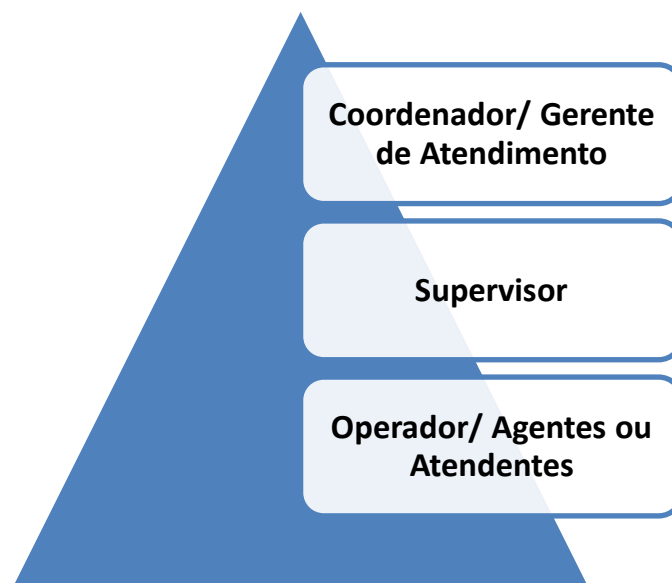 Coordenador/ Gerente
de Atendimento
Supervisor
Operador/ Agentes ou
Atendentes